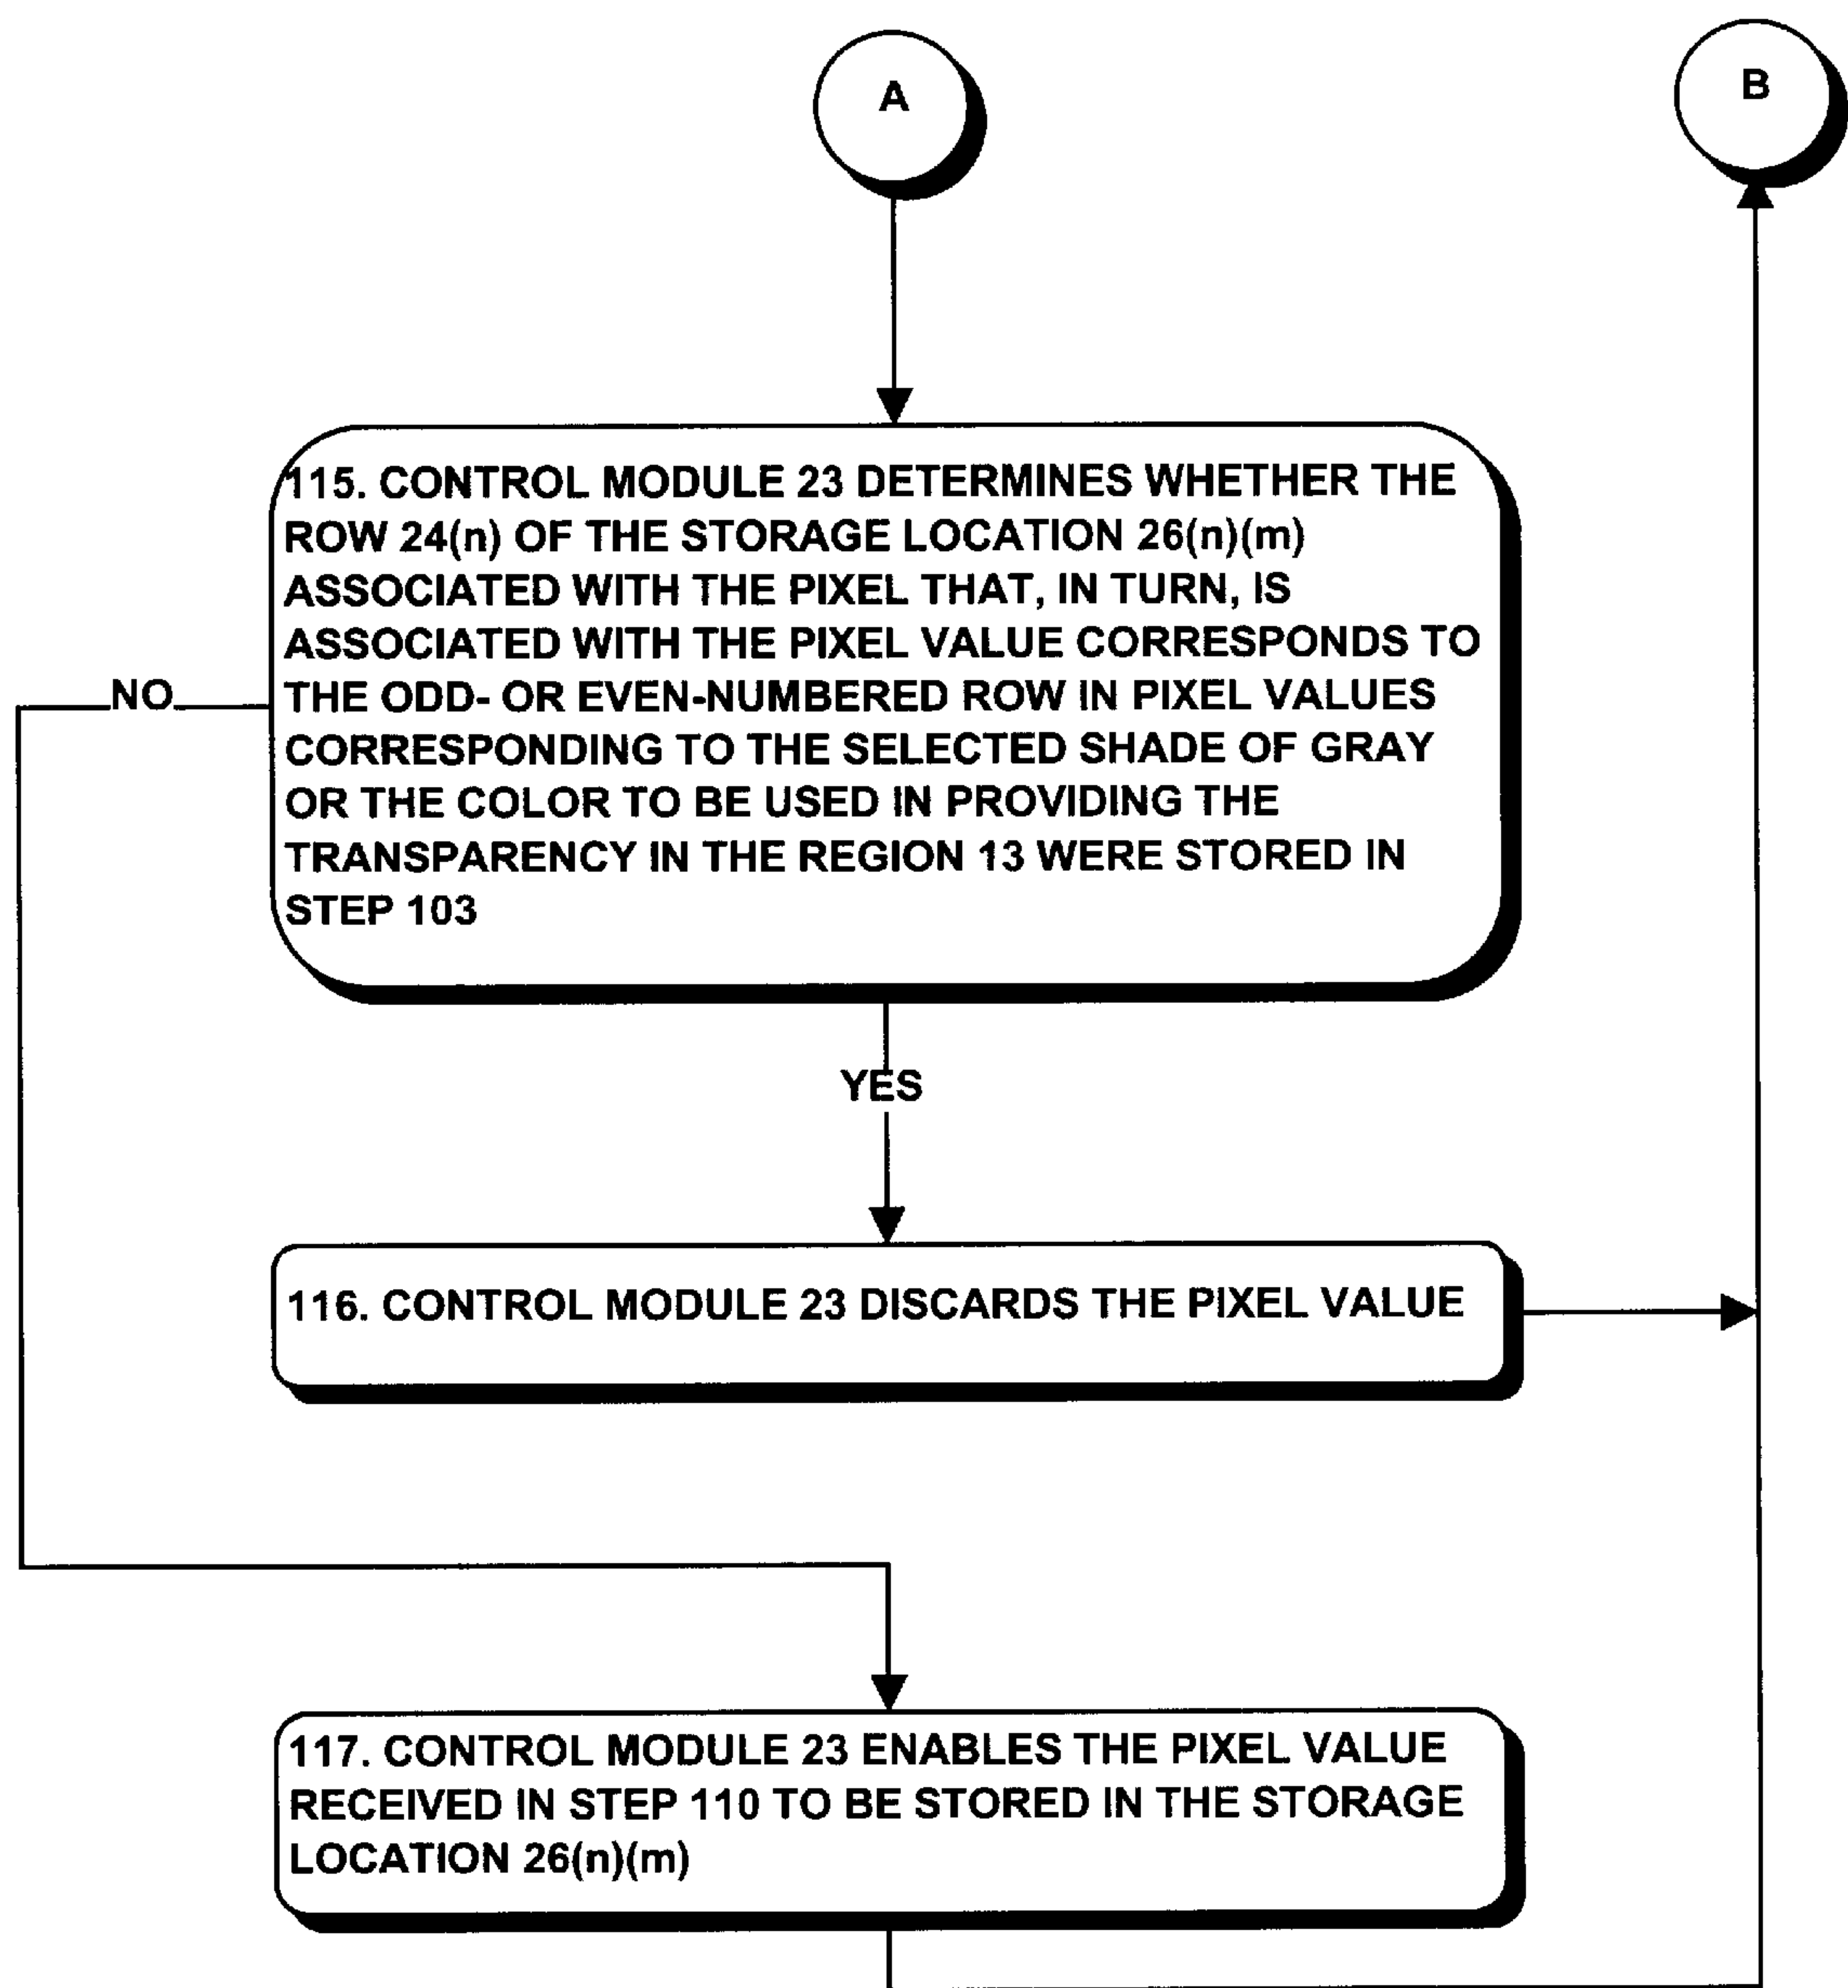 A
B
115. CONTROL MODULE 23 DETERMINES WHETHER THE
ROW 24(n) OF THE STORAGE LOCATION 26(n)(m)
ASSOCIATED WITH THE PIXEL THAT, IN TURN, IS
ASSOCIATED WITH THE PIXEL VALUE CORRESPONDS TO
THE ODD- OR EVEN-NUMBERED ROW IN PIXEL VALUES
CORRESPONDING TO THE SELECTED SHADE OF GRAY
OR THE COLOR TO BE USED IN PROVIDING THE
TRANSPARENCY IN THE REGION 13 WERE STORED IN
STEP 103
NO
YES
116. CONTROL MODULE 23 DISCARDS THE PIXEL VALUE
117. CONTROL MODULE 23 ENABLES THE PIXEL VALUE
RECEIVED IN STEP 110 TO BE STORED IN THE STORAGE
LOCATION 26(n)(m)